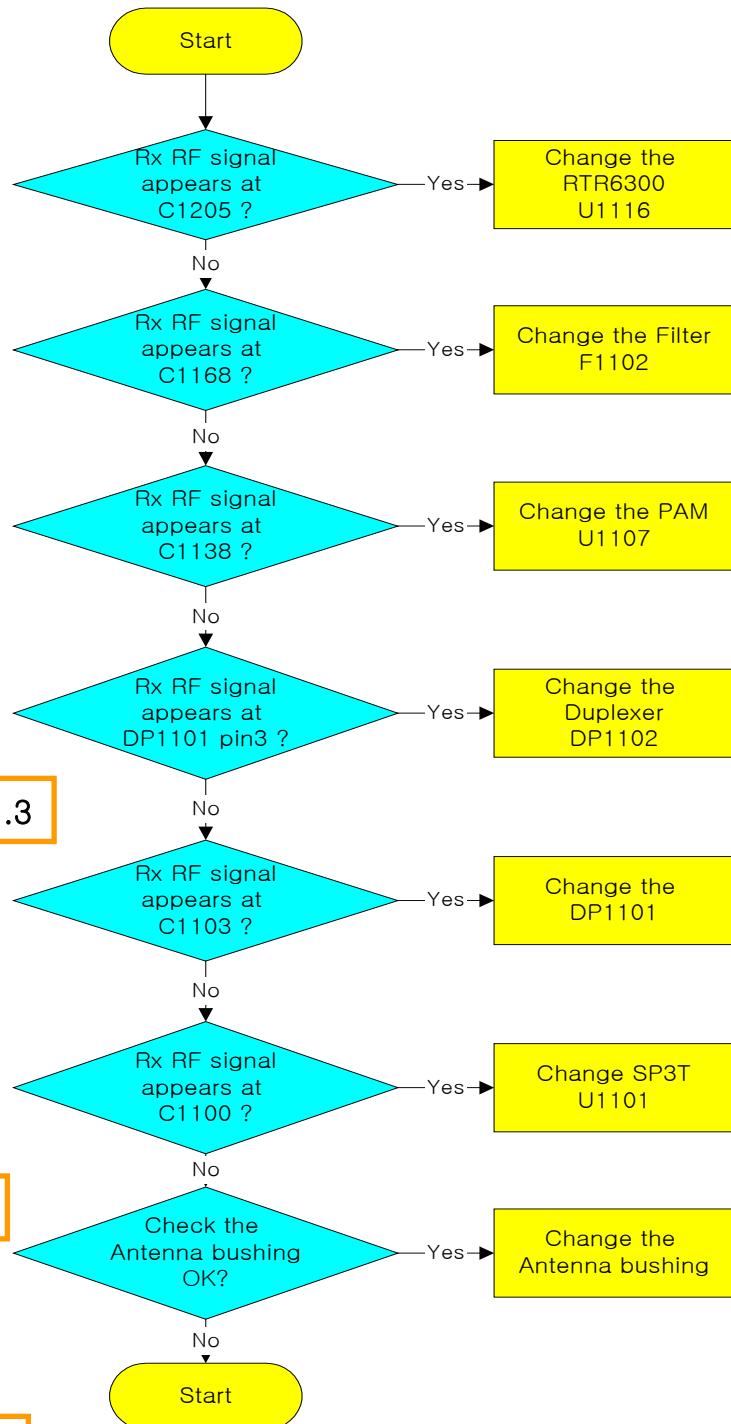 Start
Rx RF signal
appears at
C1205 ?
Yes
Change the
RTR6300
U1116
No
Rx RF signal
appears at
C1168 ?
Yes
Change the Filter
F1102
No
Rx RF signal
appears at
C1138 ?
Yes
Change the PAM
U1107
No
Rx RF signal
appears at
DP1101 pin3 ?
Yes
Change the
Duplexer
DP1102
.3
No
Rx RF signal
appears at
C1103 ?
Yes
Change the
DP1101
No
Rx RF signal
appears at
C1100 ?
Yes
Change SP3T
U1101
No
Check the
Antenna bushing
OK?
Yes
Change the
Antenna bushing
No
Start